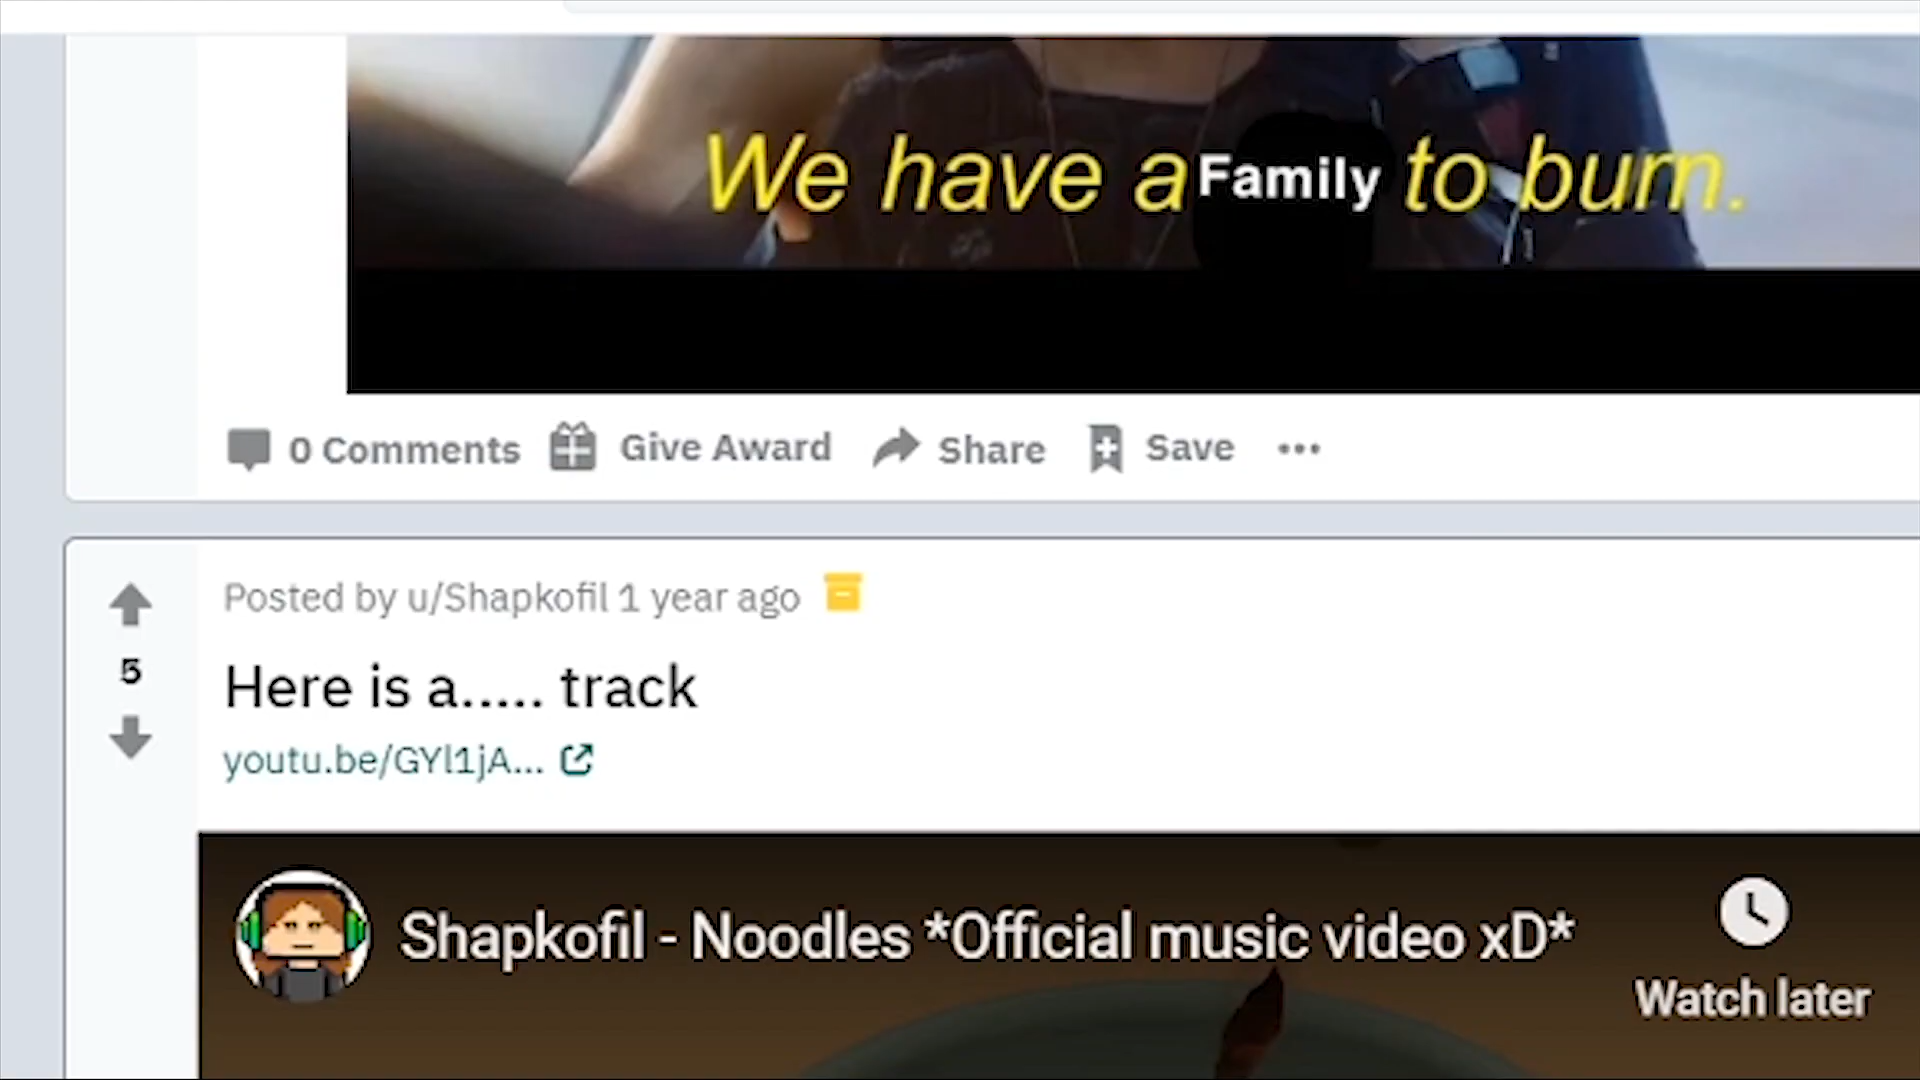 We have a Family to burn.
0 Comments Give Award Share Save
Posted by u/Shapkofil 1 year ago
5
Here is a..... track
youtu.be/GYl1jA...
Shapkofil - Noodles *Official music video xD*
Watch later